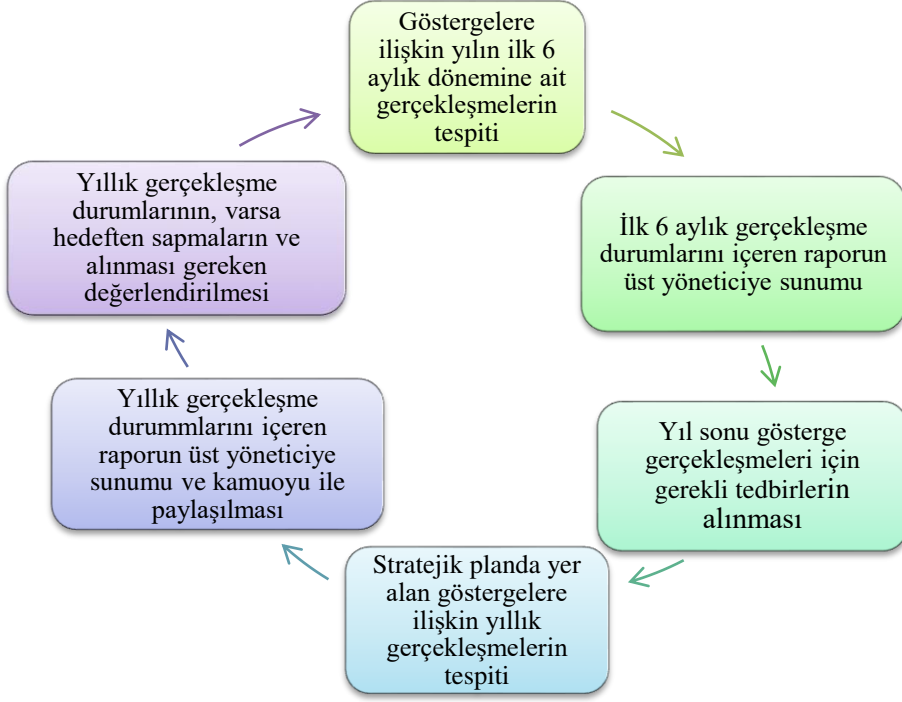 Göstergelere
ilişkin yılın ilk 6
aylık dönemine ait
gerçekleşmelerin
tespiti
İlk 6 aylık gerçekleşme
durumlarını içeren raporun
üst yöneticiye sunumu
Yıl sonu gösterge
gerçekleşmeleri için
gerekli tedbirlerin
alınması
Stratejik planda yer
alan göstergelere
ilişkin yıllık
gerçekleşmelerin
tespiti
Yıllık gerçekleşme
durummlarını içeren
raporun üst yöneticiye
sunumu ve kamuoyu ile
paylaşılması
Yıllık gerçekleşme
durumlarının, varsa
hedeften sapmaların ve
alınması gereken
değerlendirilmesi